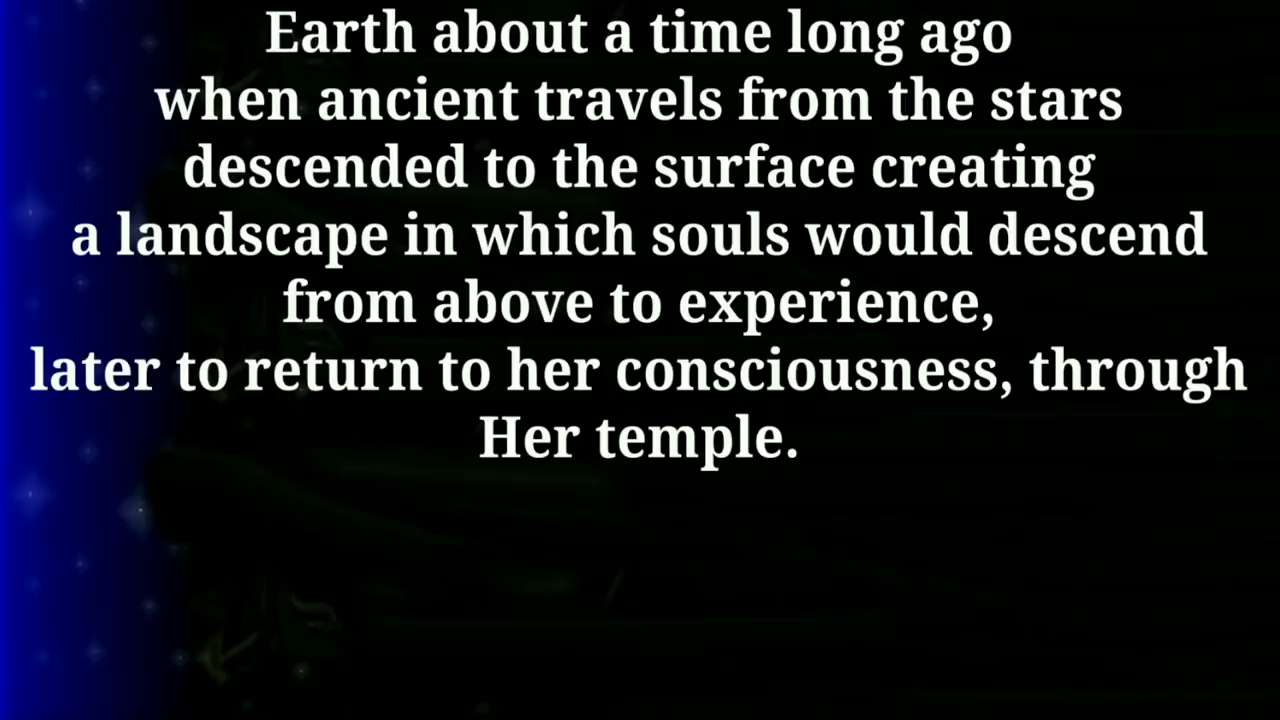 Earth about a time long ago
when ancient travels from the stars
descended to the surface creating
a landscape in which souls would descend
from above to experience,
later to return to her consciousness, through
Her temple.